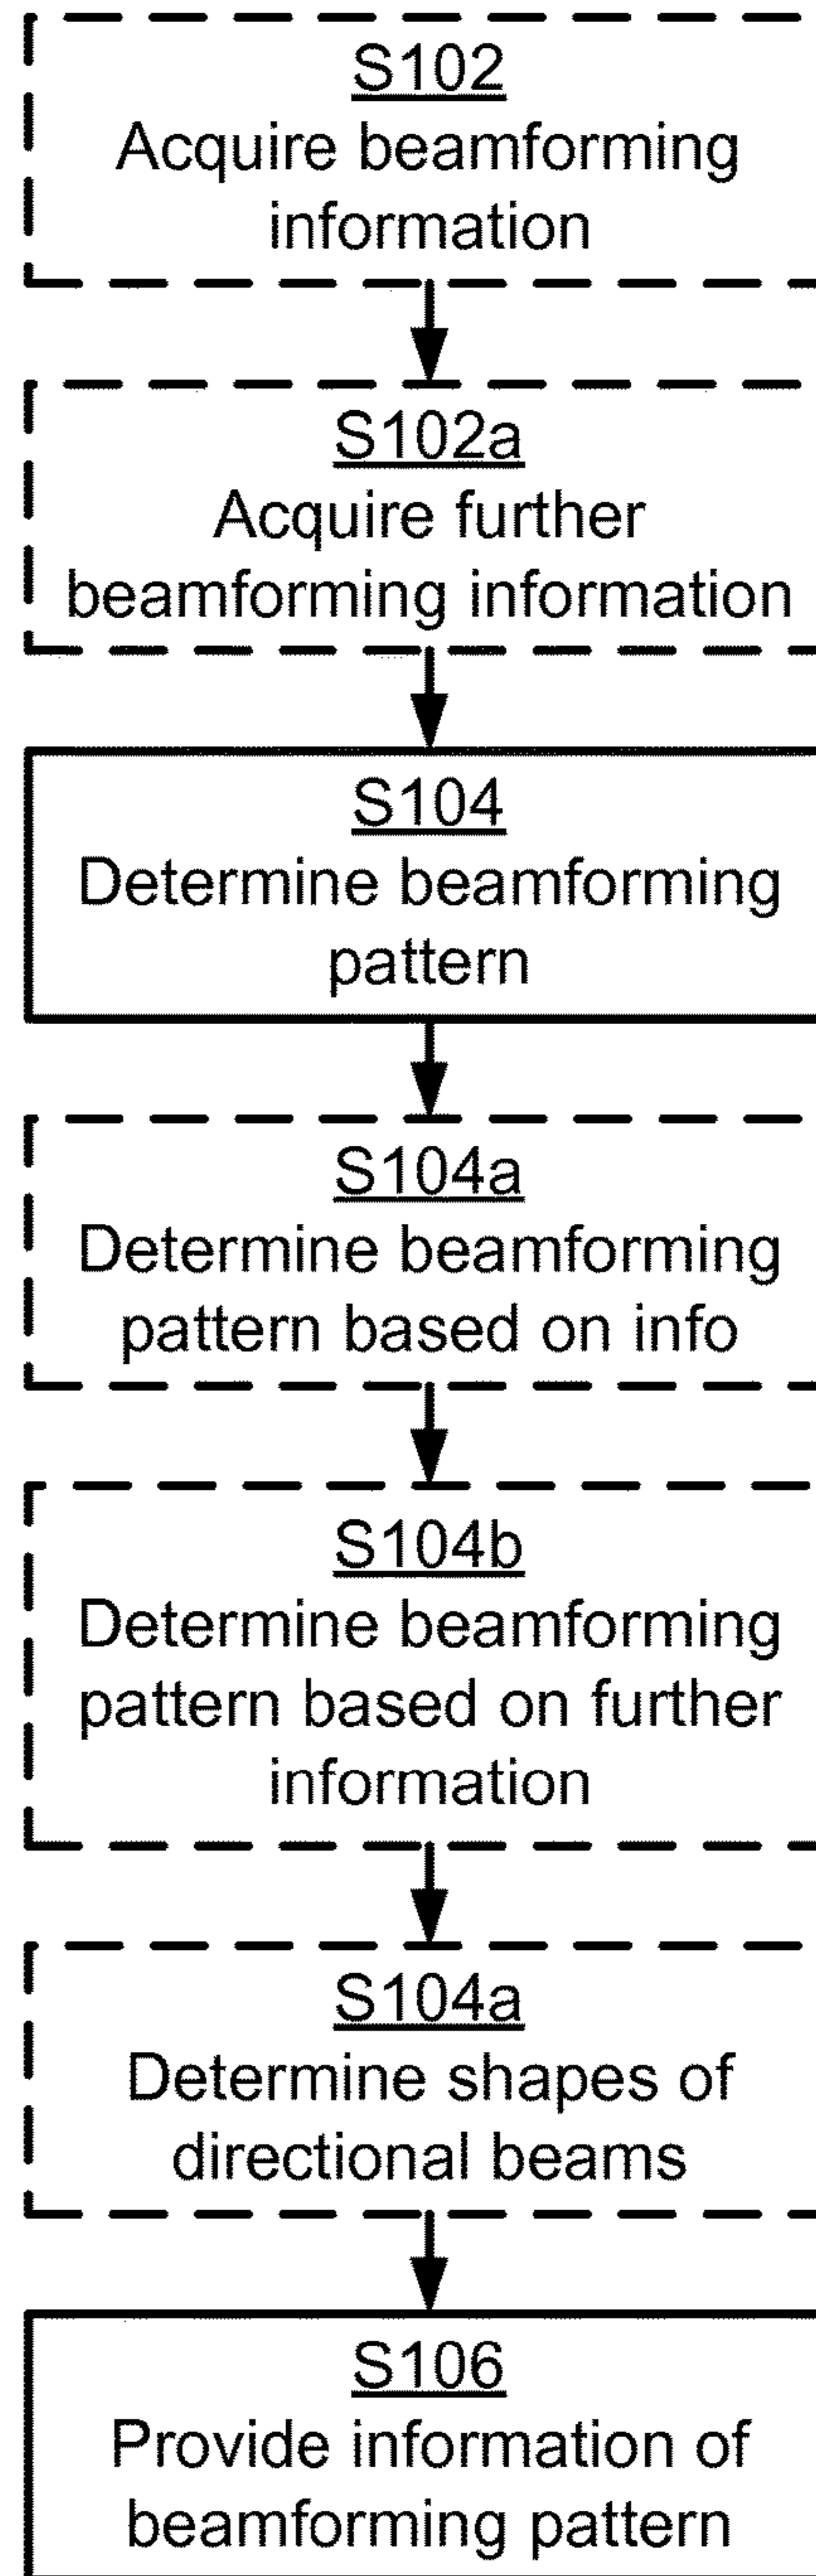 S102
Acquire beamforming
information
S102a
Acquire further
beamforming information
S104
Determine beamforming
pattern
S104a
Determine beamforming
pattern based on info
S104b
Determine beamforming
pattern based on further
information
S104a
Determine shapes of
directional beams
S106
Provide information of
beamforming pattern